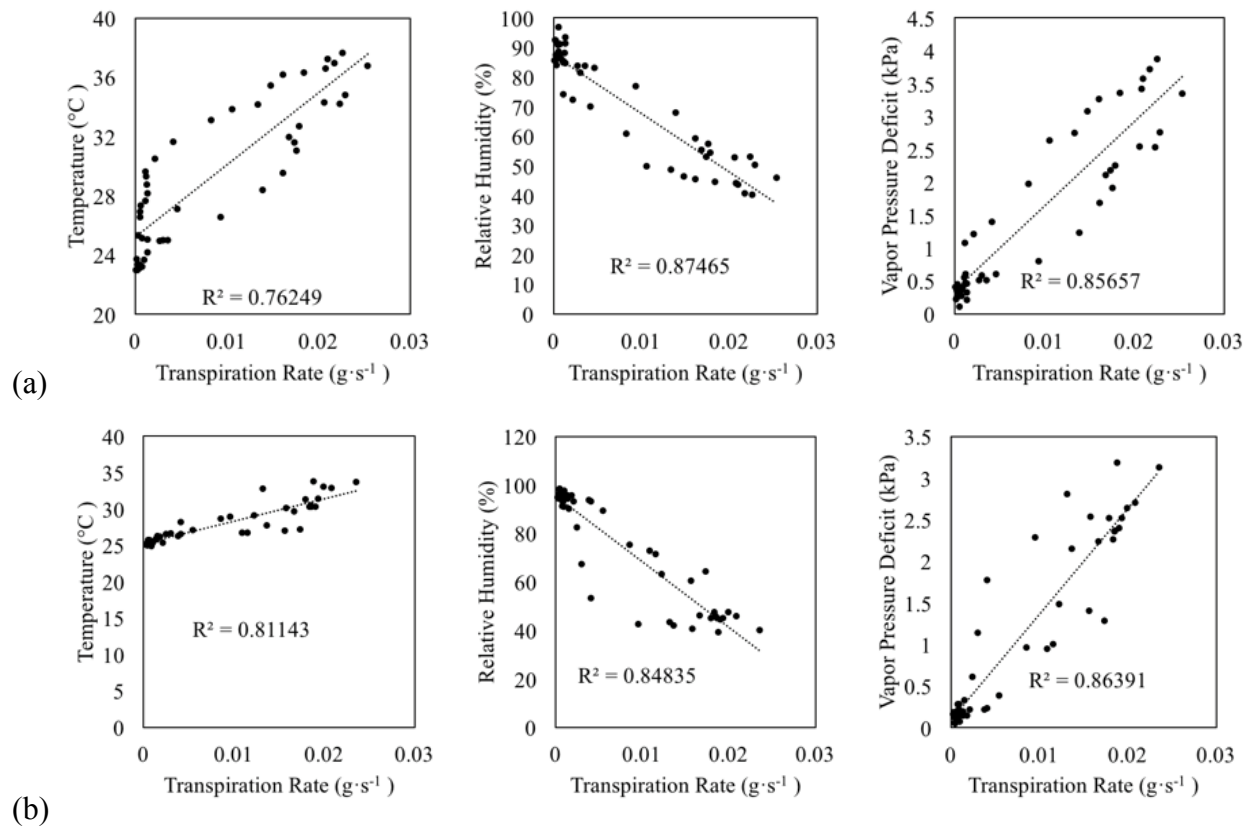 40
36
32
28
24
20
Temperature (°C)
R² = 0.76249
0 0.01 0.02 0.03
Transpiration Rate (g·s⁻¹ )
100
90
80
70
60
50
40
30
20
10
0
Relative Humidity (%)
R² = 0.87465
0 0.01 0.02 0.03
Transpiration Rate (g·s⁻¹ )
4.5
4
3.5
3
2.5
2
1.5
1
0.5
0
Vapor Pressure Deficit (kPa)
R² = 0.85657
0 0.01 0.02 0.03
Transpiration Rate (g·s⁻¹ )
(a)
40
35
30
25
20
15
10
5
0
Temperature (°C)
R² = 0.81143
0 0.01 0.02 0.03
Transpiration Rate (g·s⁻¹ )
120
100
80
60
40
20
0
Relative Humidity (%)
R² = 0.84835
0 0.01 0.02 0.03
Transpiration Rate (g·s⁻¹ )
3.5
3
2.5
2
1.5
1
0.5
0
Vapor Pressure Deficit (kPa)
R² = 0.86391
0 0.01 0.02 0.03
Transpiration Rate (g·s⁻¹ )
(b)